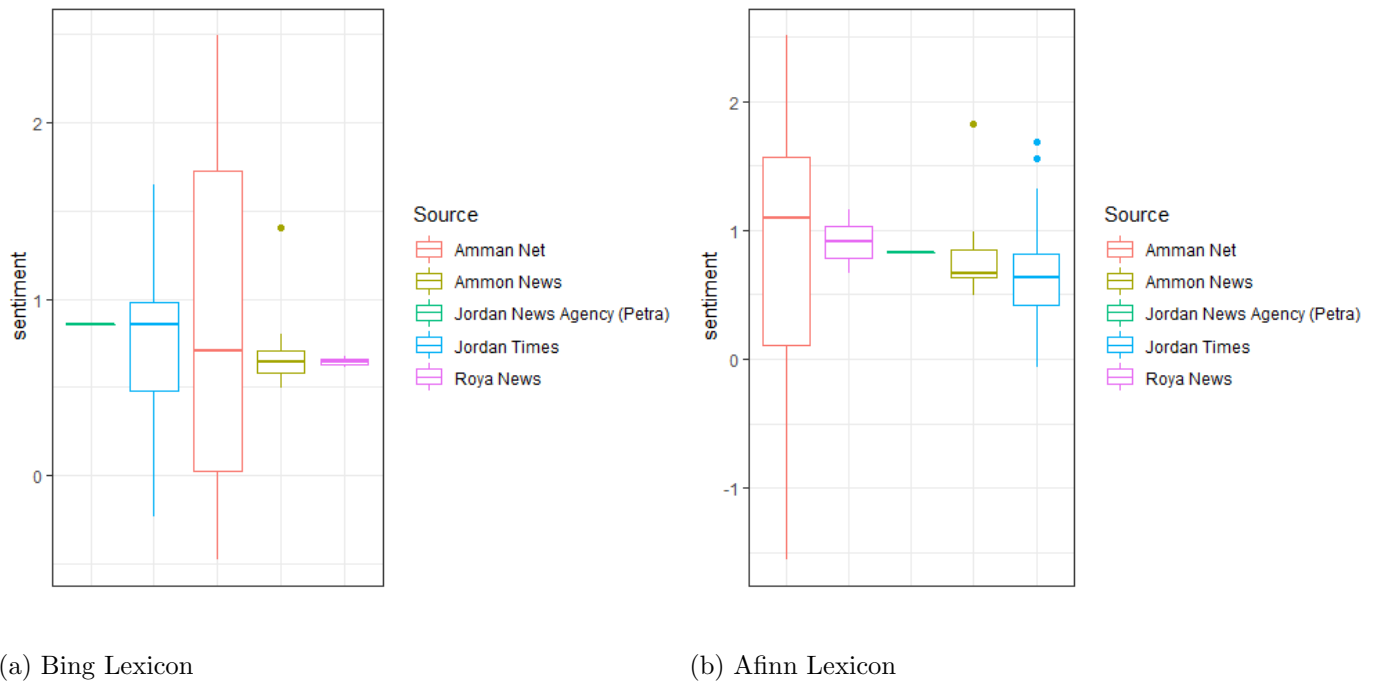 2
1
0
sentiment
Source
Amman Net
Ammon News
Jordan News Agency (Petra)
Jordan Times
Roya News
(a) Bing Lexicon
2
1
0
-1
sentiment
Source
Amman Net
Ammon News
Jordan News Agency (Petra)
Jordan Times
Roya News
(b) Afinn Lexicon